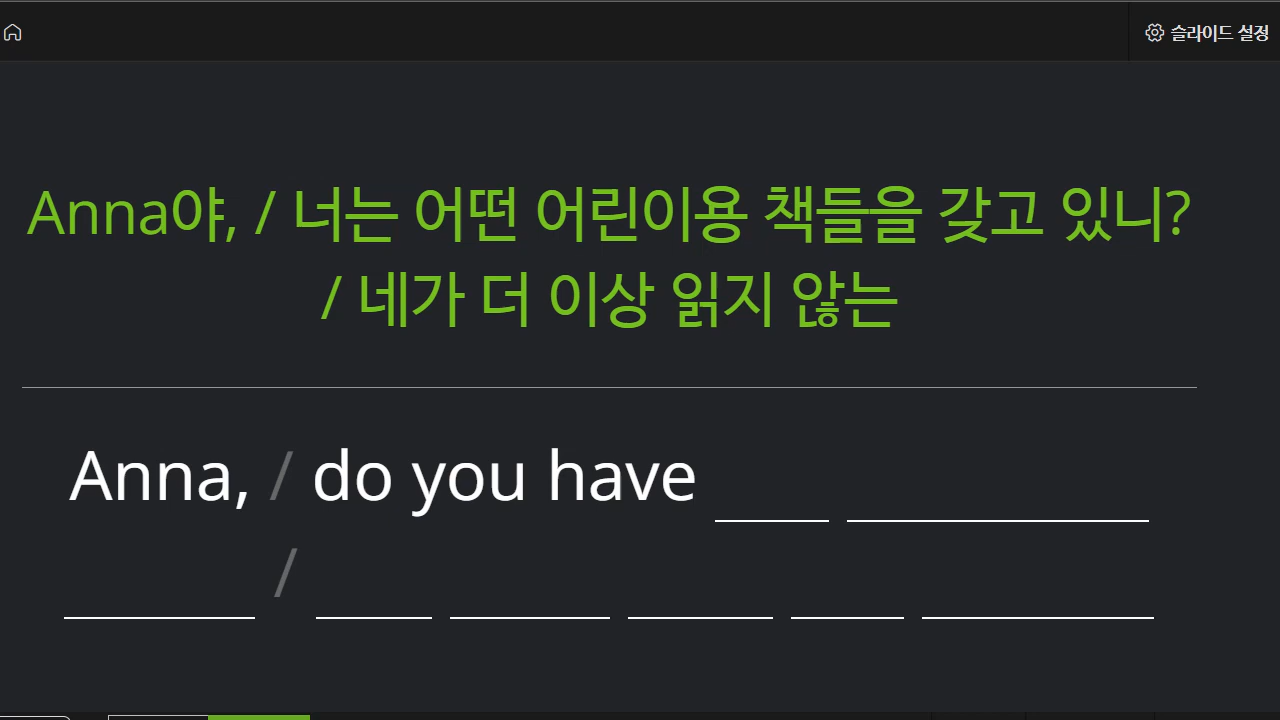 슬라이드 설정
Anna야, / 너는 어떤 어린이용 책들을 갖고 있니?
/ 네가 더 이상 읽지 않는
Anna, / do you have
/